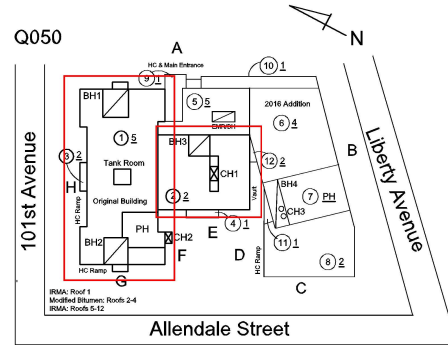 Q050
A
N
HC & Main Entrance
9 1
10 1
BH1
5 5
EMR/BH
2016 Addition
6 4
1 5
BH3
3 2
Tank Room
12 2
B
H
CH1
BH4
7 PH
HC Ramp
Original Building
2 2
Vault
CH3
PH
4 1
E
11 1
BH2
CH2
F
D
HC Ramp
HC Ramp
8 2
G
C
101st Avenue
Liberty Avenue
IRMA: Roof 1
Modified Bitumen: Roofs 2-4
IRMA: Roofs 5-12
Allendale Street